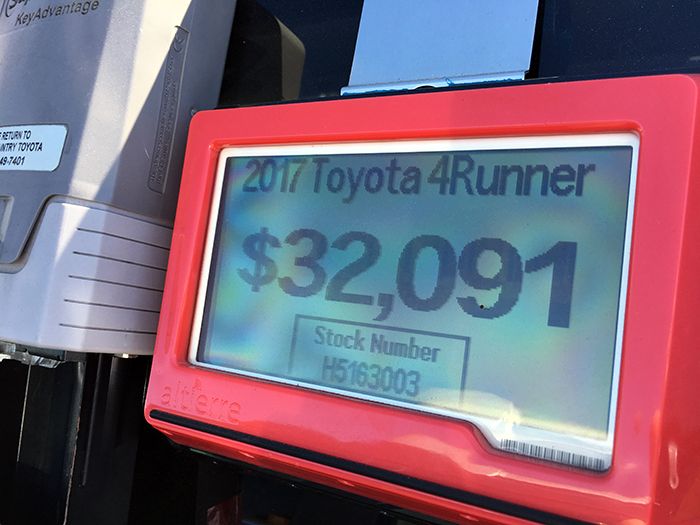 KeyAdvantage
RETURN TO
NTRY TOYOTA
49-7401
2017 Toyota 4Runner
$32,091
Stock Number
H5163003
altierre